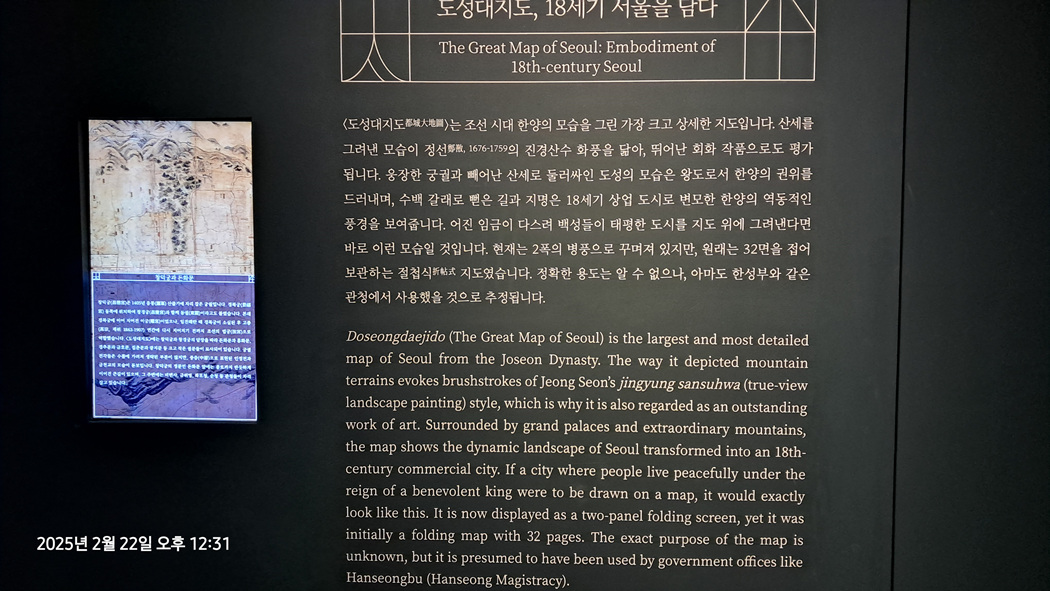 도성대지도, 18세기 서울을 담다
The Great Map of Seoul: Embodiment of
18th-century Seoul
〈도성대지도都城大地圖〉는 조선 시대 한양의 모습을 그린 가장 크고 상세한 지도입니다. 산세를
그려낸 모습이 정선鄭敾, 1676-1759의 진경산수 화풍을 닮아, 뛰어난 회화 작품으로도 평가
됩니다. 웅장한 궁궐과 빼어난 산세로 둘러싸인 도성의 모습은 왕도로서 한양의 권위를
드러내며, 수백 갈래로 뻗은 길과 지명은 18세기 상업 도시로 변모한 한양의 역동적인
풍경을 보여줍니다. 어진 임금이 다스려 백성들이 태평한 도시를 지도 위에 그려낸다면
바로 이런 모습일 것입니다. 현재는 2폭의 병풍으로 꾸며져 있지만, 원래는 32면을 접어
보관하는 절첩식折帖式 지도였습니다. 정확한 용도는 알 수 없으나, 아마도 한성부와 같은
관청에서 사용했을 것으로 추정됩니다.
Doseongdaejido (The Great Map of Seoul) is the largest and most detailed
map of Seoul from the Joseon Dynasty. The way it depicted mountain
terrains evokes brushstrokes of Jeong Seon's jingyung sansuhwa (true-view
landscape painting) style, which is why it is also regarded as an outstanding
work of art. Surrounded by grand palaces and extraordinary mountains,
the map shows the dynamic landscape of Seoul transformed into an 18th-
century commercial city. If a city where people live peacefully under the
reign of a benevolent king were to be drawn on a map, it would exactly
look like this. It is now displayed as a two-panel folding screen, yet it was
initially a folding map with 32 pages. The exact purpose of the map is
unknown, but it is presumed to have been used by government offices like
Hanseongbu (Hanseong Magistracy).
창덕궁과 돈화문
2025년 2월 22일 오후 12:31